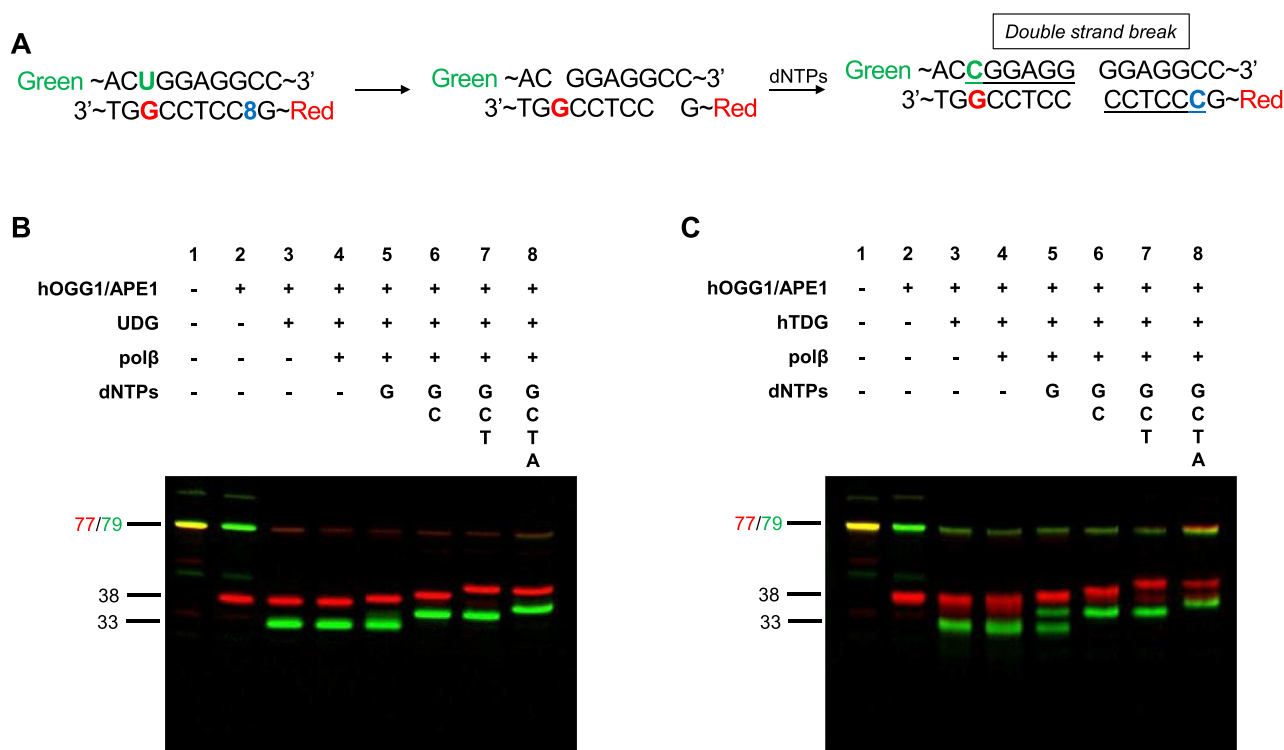 A
Double strand break
Green ~ACUGGAGGCC~3'
3'~TGGCCTCC8G~Red
Green ~AC GGAGGCC~3'
3'~TGGCCTCC G~Red
dNTPs
Green ~ACCGGAGG GGAGGCC~3'
3'~TGGCCTCC CCTCCCG~Red
B
1 2 3 4 5 6 7 8
hOGG1/APE1 - + + + + + + +
UDG - - + + + + + +
polβ - - - + + + + +
dNTPs - - - - G G G G
C C C
T T
A
77/79
38
33
C
1 2 3 4 5 6 7 8
hOGG1/APE1 - + + + + + + +
hTDG - - + + + + + +
polβ - - - + + + + +
dNTPs - - - - G G G G
C C C
T T
A
77/79
38
33